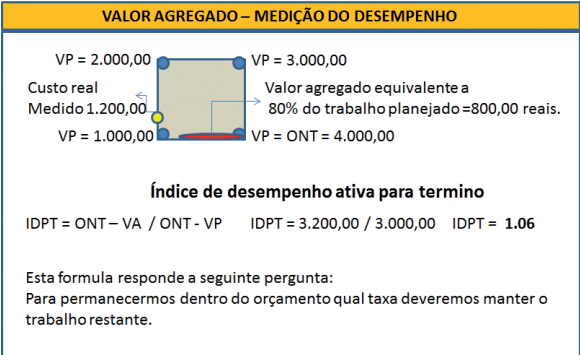 VALOR AGREGADO – MEDIÇÃO DO DESEMPENHO
VP = 2.000,00
VP = 3.000,00
Custo real
Medido 1.200,00
Valor agregado equivalente a
80% do trabalho planejado =800,00 reais.
VP = 1.000,00
VP = ONT = 4.000,00
Índice de desempenho ativa para termino
IDPT = ONT – VA / ONT - VP IDPT = 3.200,00 / 3.000,00 IDPT = 1.06
Esta formula responde a seguinte pergunta:
Para permanecermos dentro do orçamento qual taxa deveremos manter o
trabalho restante.